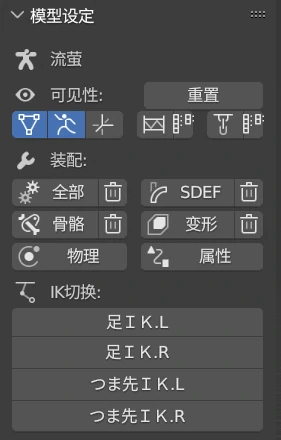 模型设定
流萤
可见性: 重置
装配:
全部 SDEF
骨骼 变形
物理 属性
IK切换:
足ＩＫ.L
足ＩＫ.R
つま先ＩＫ.L
つま先ＩＫ.R